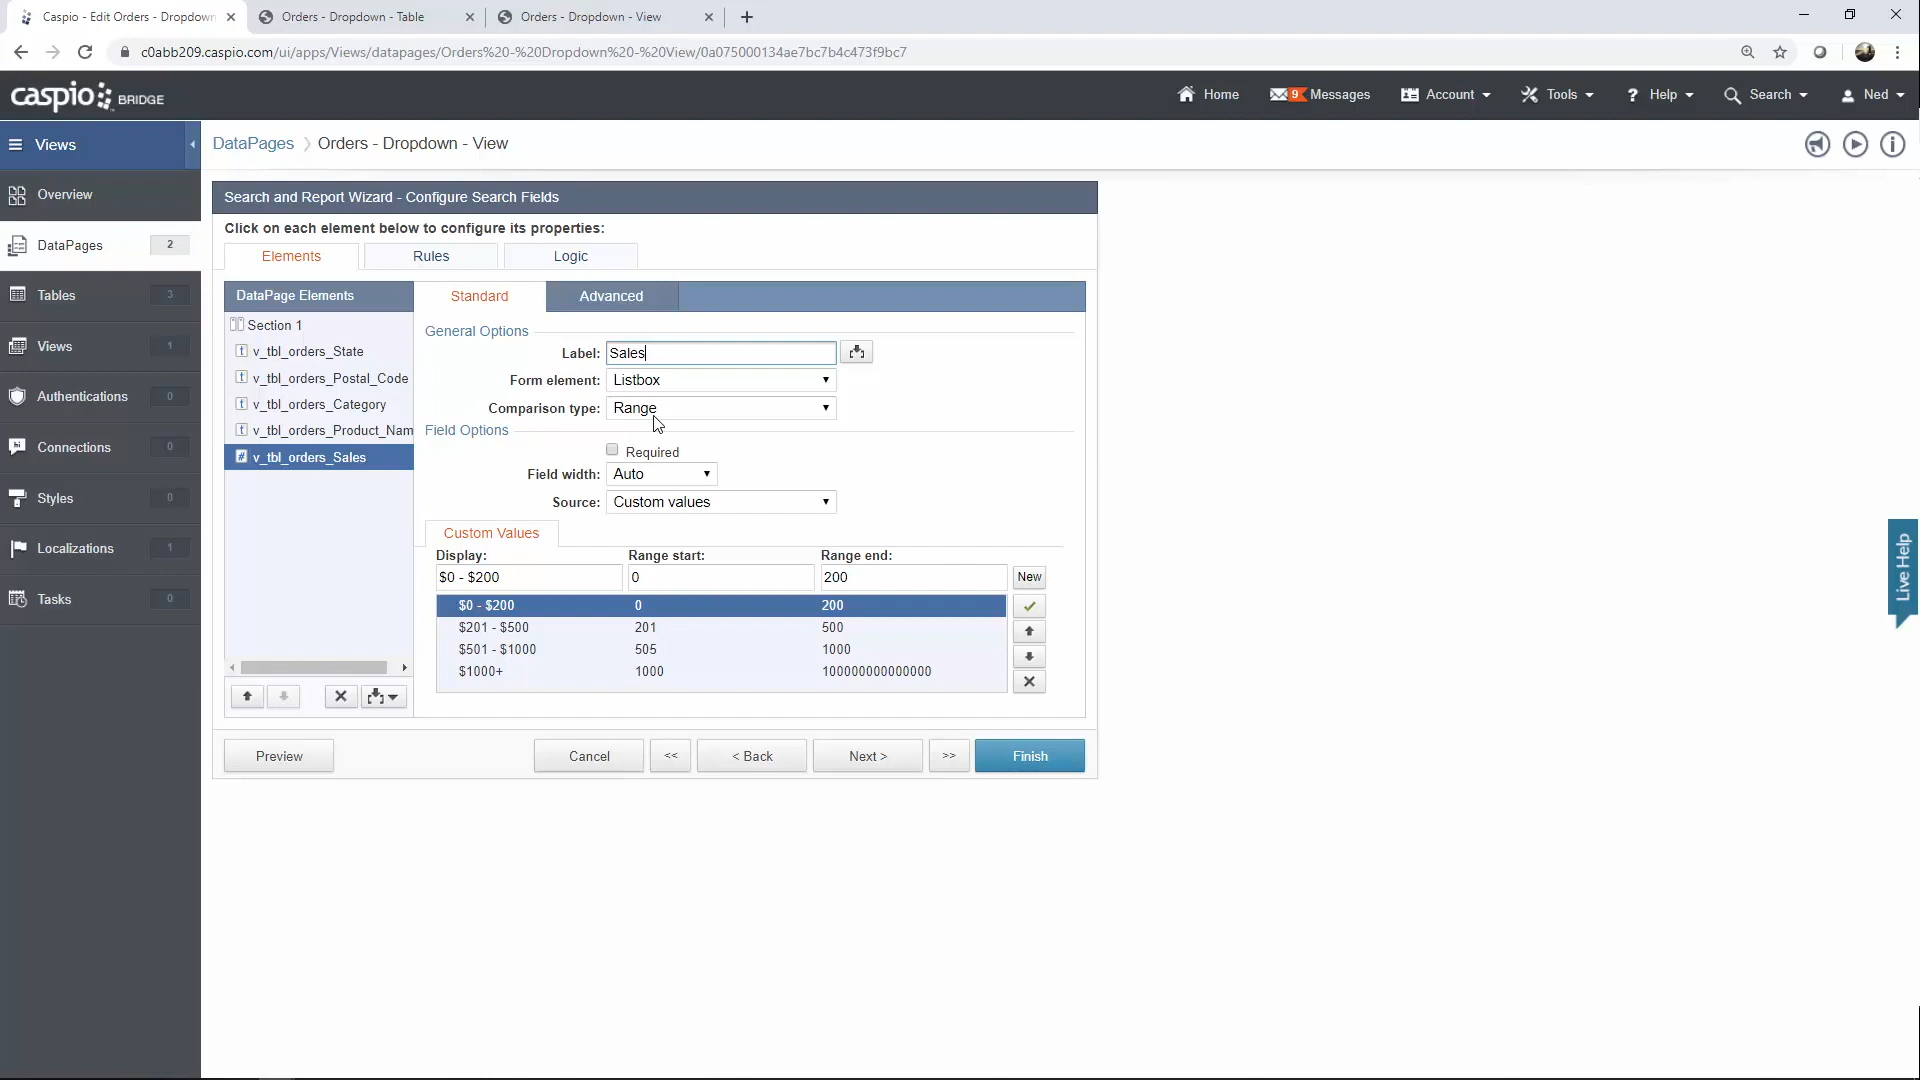 Caspio - Edit Orders - Dropdown
Orders - Dropdown - Table
Orders - Dropdown - View
c0abb209.caspio.com/ui/apps/Views/datapages/Orders%20-%20Dropdown%20-%20View/0a075000134ae7bc7b4c473f9bc7
caspio BRIDGE
Home
9 Messages
Account
Tools
? Help
Search
Ned
Views
DataPages
Orders - Dropdown - View
Overview
DataPages 2
Tables 3
Views 1
Authentications 0
Connections 0
Styles 0
Localizations 1
Tasks 0
Search and Report Wizard - Configure Search Fields
Click on each element below to configure its properties:
Elements
Rules
Logic
DataPage Elements
Standard
Advanced
Section 1
t v_tbl_orders_State
t v_tbl_orders_Postal_Code
t v_tbl_orders_Category
t v_tbl_orders_Product_Nam
# v_tbl_orders_Sales
General Options
Label: Sales
Form element: Listbox
Comparison type: Range
Field Options
Required
Field width: Auto
Source: Custom values
Custom Values
Display: Range start: Range end:
$0 - $200 0 200 New
$0 - $200 0 200
$201 - $500 201 500
$501 - $1000 505 1000
$1000+ 1000 100000000000000
Preview
Cancel
<<
< Back
Next >
>>
Finish
Live Help